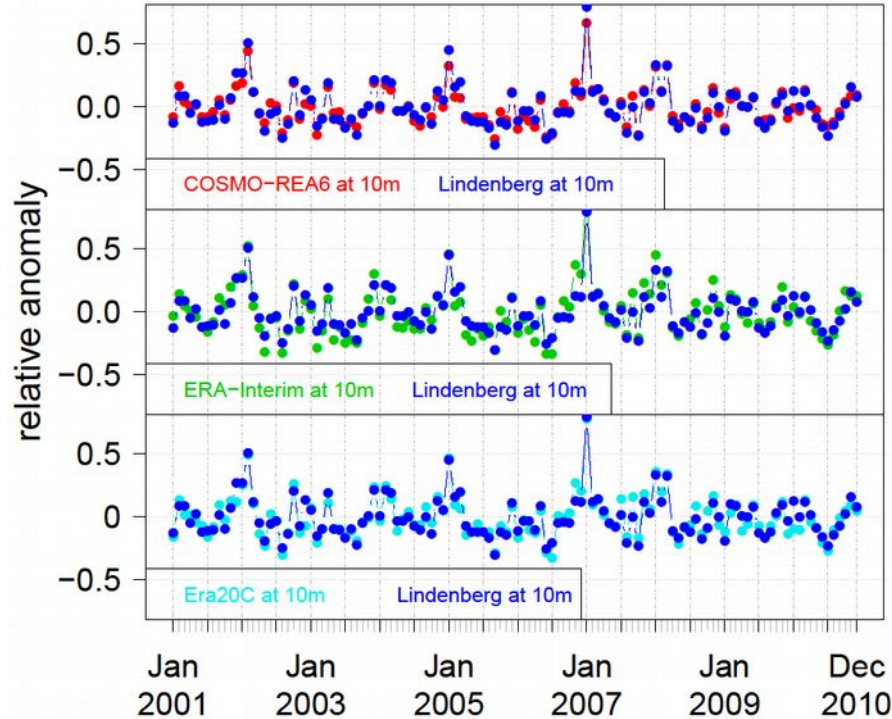 relative anomaly
0.5
0.0
−0.5
COSMO−REA6 at 10m Lindenberg at 10m
0.5
0.0
−0.5
ERA−Interim at 10m Lindenberg at 10m
0.5
0
−0.5
Era20C at 10m Lindenberg at 10m
Jan Jan Jan Jan Jan Dec
2001 2003 2005 2007 2009 2010